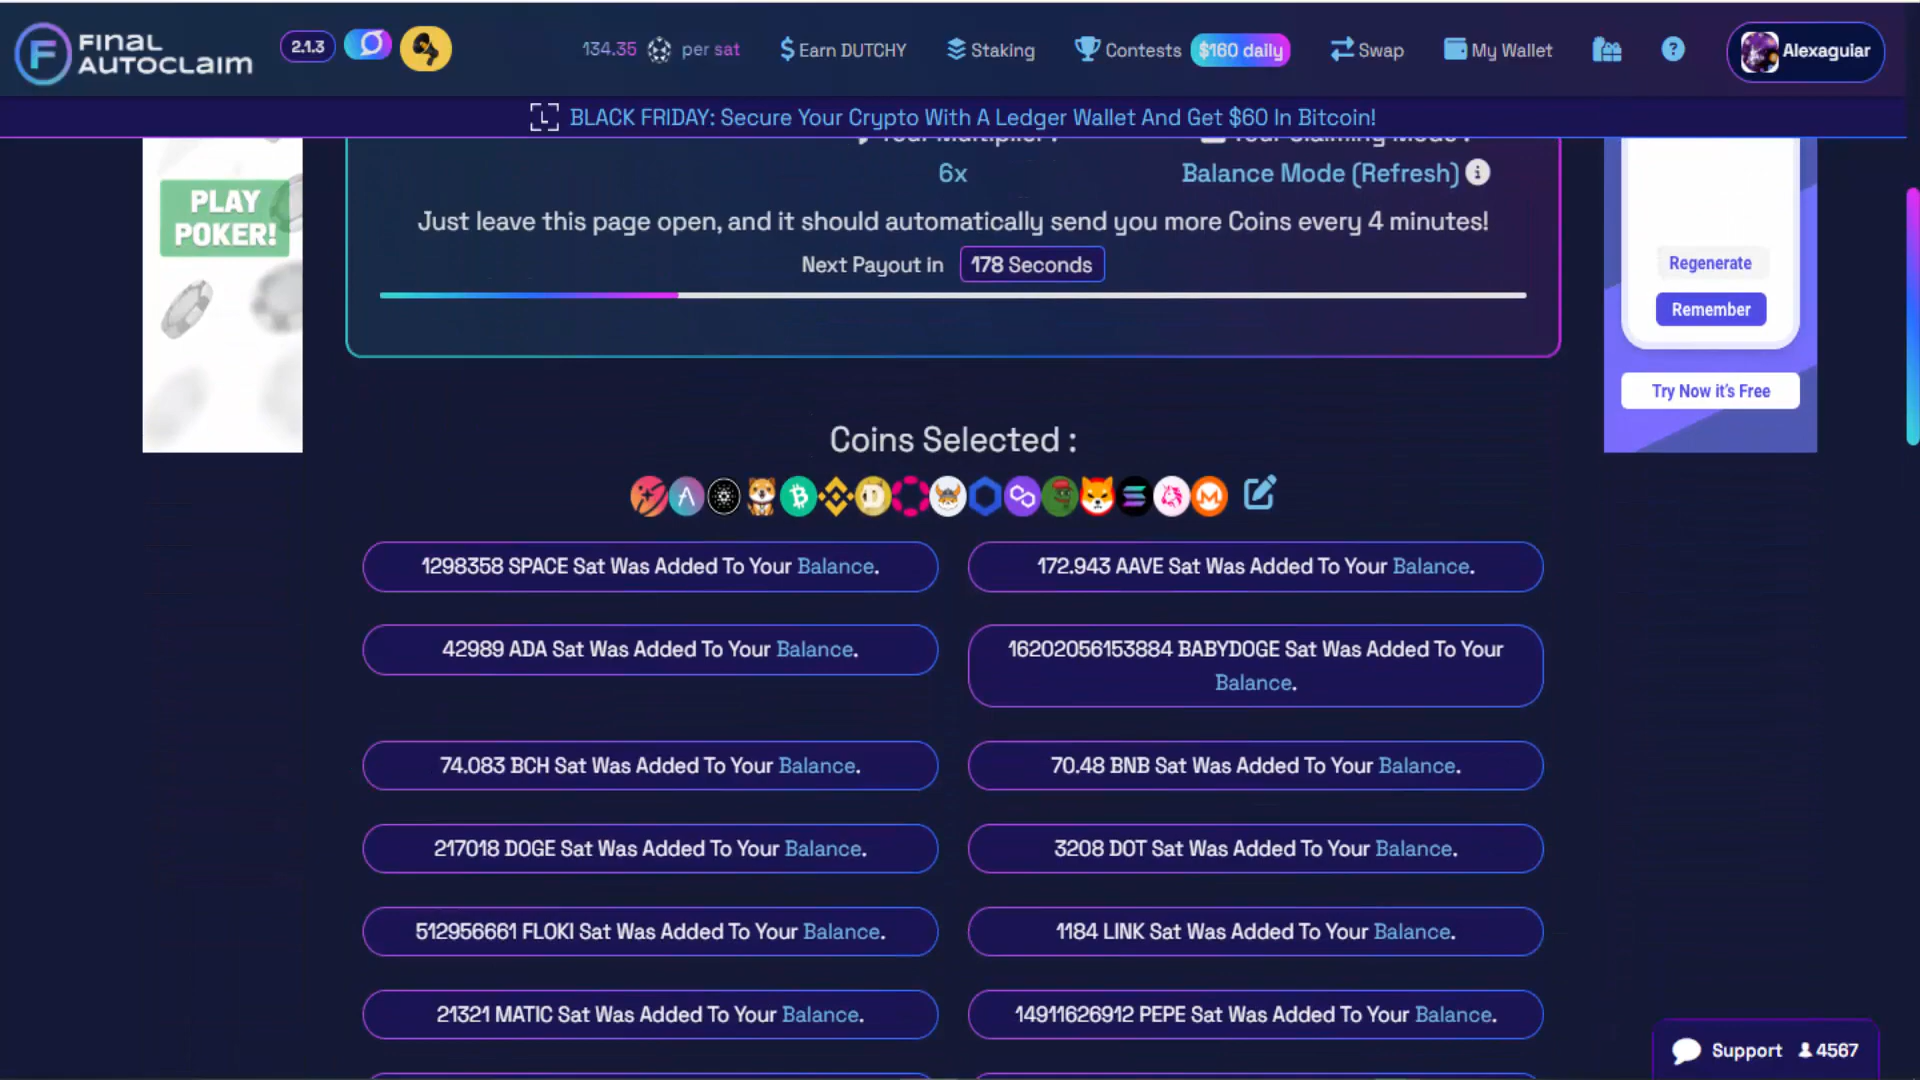 FINAL
AUTOCLAIM
2.1.3
134.35 per sat
Earn DUTCHY
Staking
Contests $160 daily
Swap
My Wallet
?
Alexaguiar
BLACK FRIDAY: Secure Your Crypto With A Ledger Wallet And Get $60 In Bitcoin!
PLAY
POKER!
Your Multiplier :
Your Claiming Mode :
6x
Balance Mode (Refresh)
Just leave this page open, and it should automatically send you more Coins every 4 minutes!
Next Payout in 178 Seconds
Regenerate
Remember
Try Now it's Free
Coins Selected :
1298358 SPACE Sat Was Added To Your Balance.
172.943 AAVE Sat Was Added To Your Balance.
42989 ADA Sat Was Added To Your Balance.
16202056153884 BABYDOGE Sat Was Added To Your
Balance.
74.083 BCH Sat Was Added To Your Balance.
70.48 BNB Sat Was Added To Your Balance.
217018 DOGE Sat Was Added To Your Balance.
3208 DOT Sat Was Added To Your Balance.
512956661 FLOKI Sat Was Added To Your Balance.
1184 LINK Sat Was Added To Your Balance.
21321 MATIC Sat Was Added To Your Balance.
14911626912 PEPE Sat Was Added To Your Balance.
Support 4567